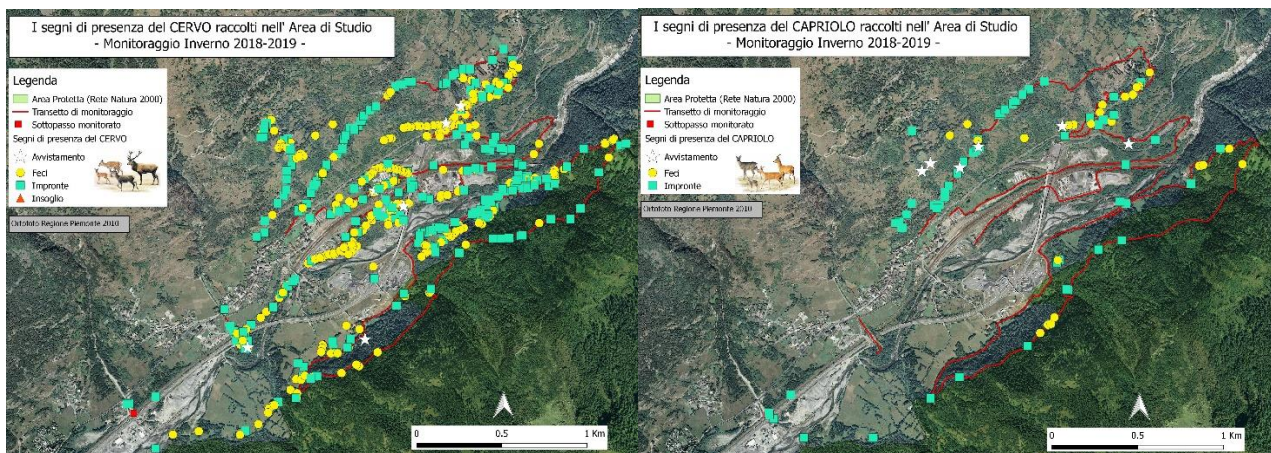 I segni di presenza del CERVO raccolti nell' Area di Studio
- Monitoraggio Inverno 2018-2019 -
Legenda
Area Protetta (Rete Natura 2000)
Transetto di monitoraggio
Sottopasso monitorato
Segni di presenza del CERVO
Avvistamento
Feci
Impronte
Insoglio
Ortofoto Regione Piemonte 2010
0
0.5
1 Km
I segni di presenza del CAPRIOLO raccolti nell' Area di Studio
- Monitoraggio Inverno 2018-2019 -
Legenda
Area Protetta (Rete Natura 2000)
Transetto di monitoraggio
Sottopasso monitorato
Segni di presenza del CAPRIOLO
Avvistamento
Feci
Impronte
Ortofoto Regione Piemonte 2010
0
0.5
1 Km